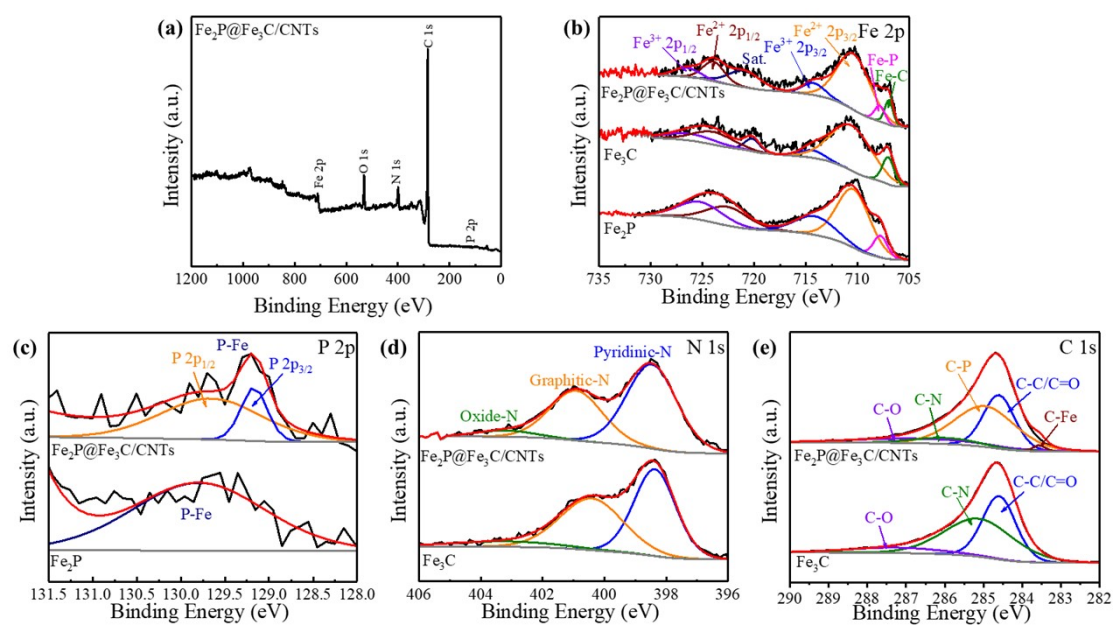 (a)
Fe₂P@Fe₃C/CNTs
C 1s
O 1s
N 1s
Fe 2p
P 2p
Intensity (a.u.)
1200 1000 800 600 400 200 0
Binding Energy (eV)
(b)
Fe 2p
Fe³⁺ 2p₁/₂
Fe²⁺ 2p₁/₂
Sat.
Fe³⁺ 2p₃/₂
Fe²⁺ 2p₃/₂
Fe-P
Fe-C
Fe₂P@Fe₃C/CNTs
Fe₃C
Fe₂P
Intensity (a.u.)
735 730 725 720 715 710 705
Binding Energy (eV)
(c)
P 2p
P-Fe
P 2p₁/₂
P 2p₃/₂
Fe₂P@Fe₃C/CNTs
P-Fe
Fe₂P
Intensity (a.u.)
131.5 131.0 130.5 130.0 129.5 129.0 128.5 128.0
Binding Energy (eV)
(d)
N 1s
Pyridinic-N
Graphitic-N
Oxide-N
Fe₂P@Fe₃C/CNTs
Fe₃C
Intensity (a.u.)
406 404 402 400 398 396
Binding Energy (eV)
(e)
C 1s
C-P
C-C/C=O
C-N
C-O
C-Fe
Fe₂P@Fe₃C/CNTs
C-N
C-C/C=O
C-O
Fe₃C
Intensity (a.u.)
290 289 288 287 286 285 284 283 282
Binding Energy (eV)